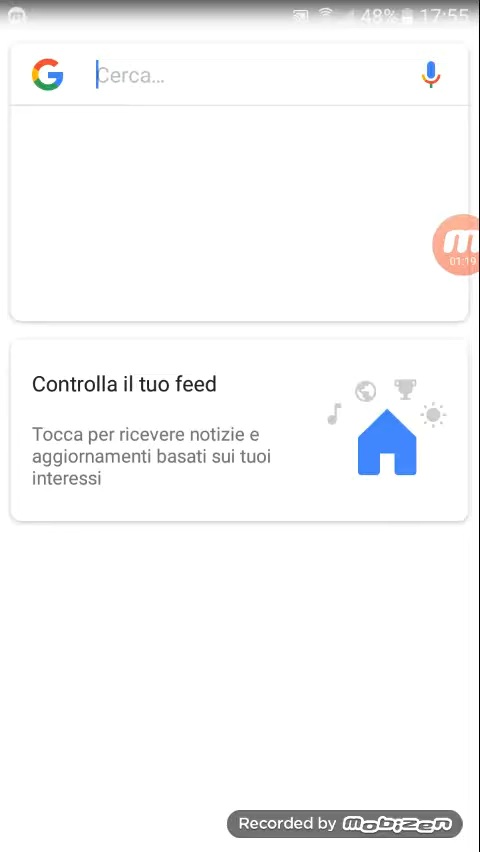 48% 17:55
Cerca...
01:19
Controlla il tuo feed
Tocca per ricevere notizie e
aggiornamenti basati sui tuoi
interessi
Recorded by mobizen